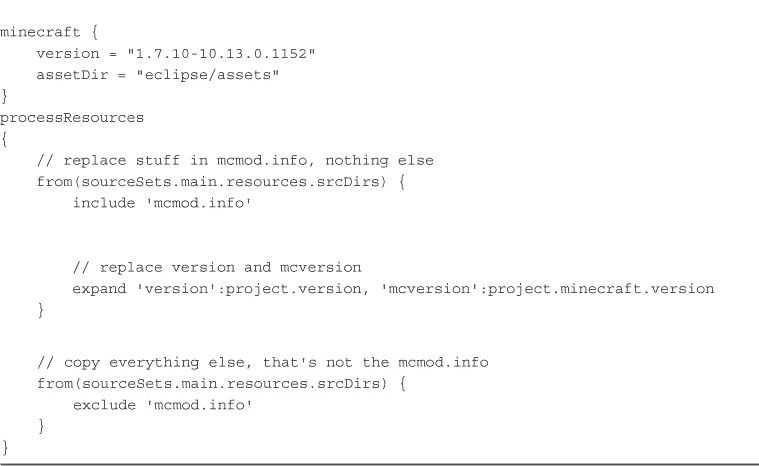 minecraft {
    version = "1.7.10-10.13.0.1152"
    assetDir = "eclipse/assets"
}
processResources
{
    // replace stuff in mcmod.info, nothing else
    from(sourceSets.main.resources.srcDirs) {
        include 'mcmod.info'
        // replace version and mcversion
        expand 'version':project.version, 'mcversion':project.minecraft.version
    }
    // copy everything else, that's not the mcmod.info
    from(sourceSets.main.resources.srcDirs) {
        exclude 'mcmod.info'
    }
}